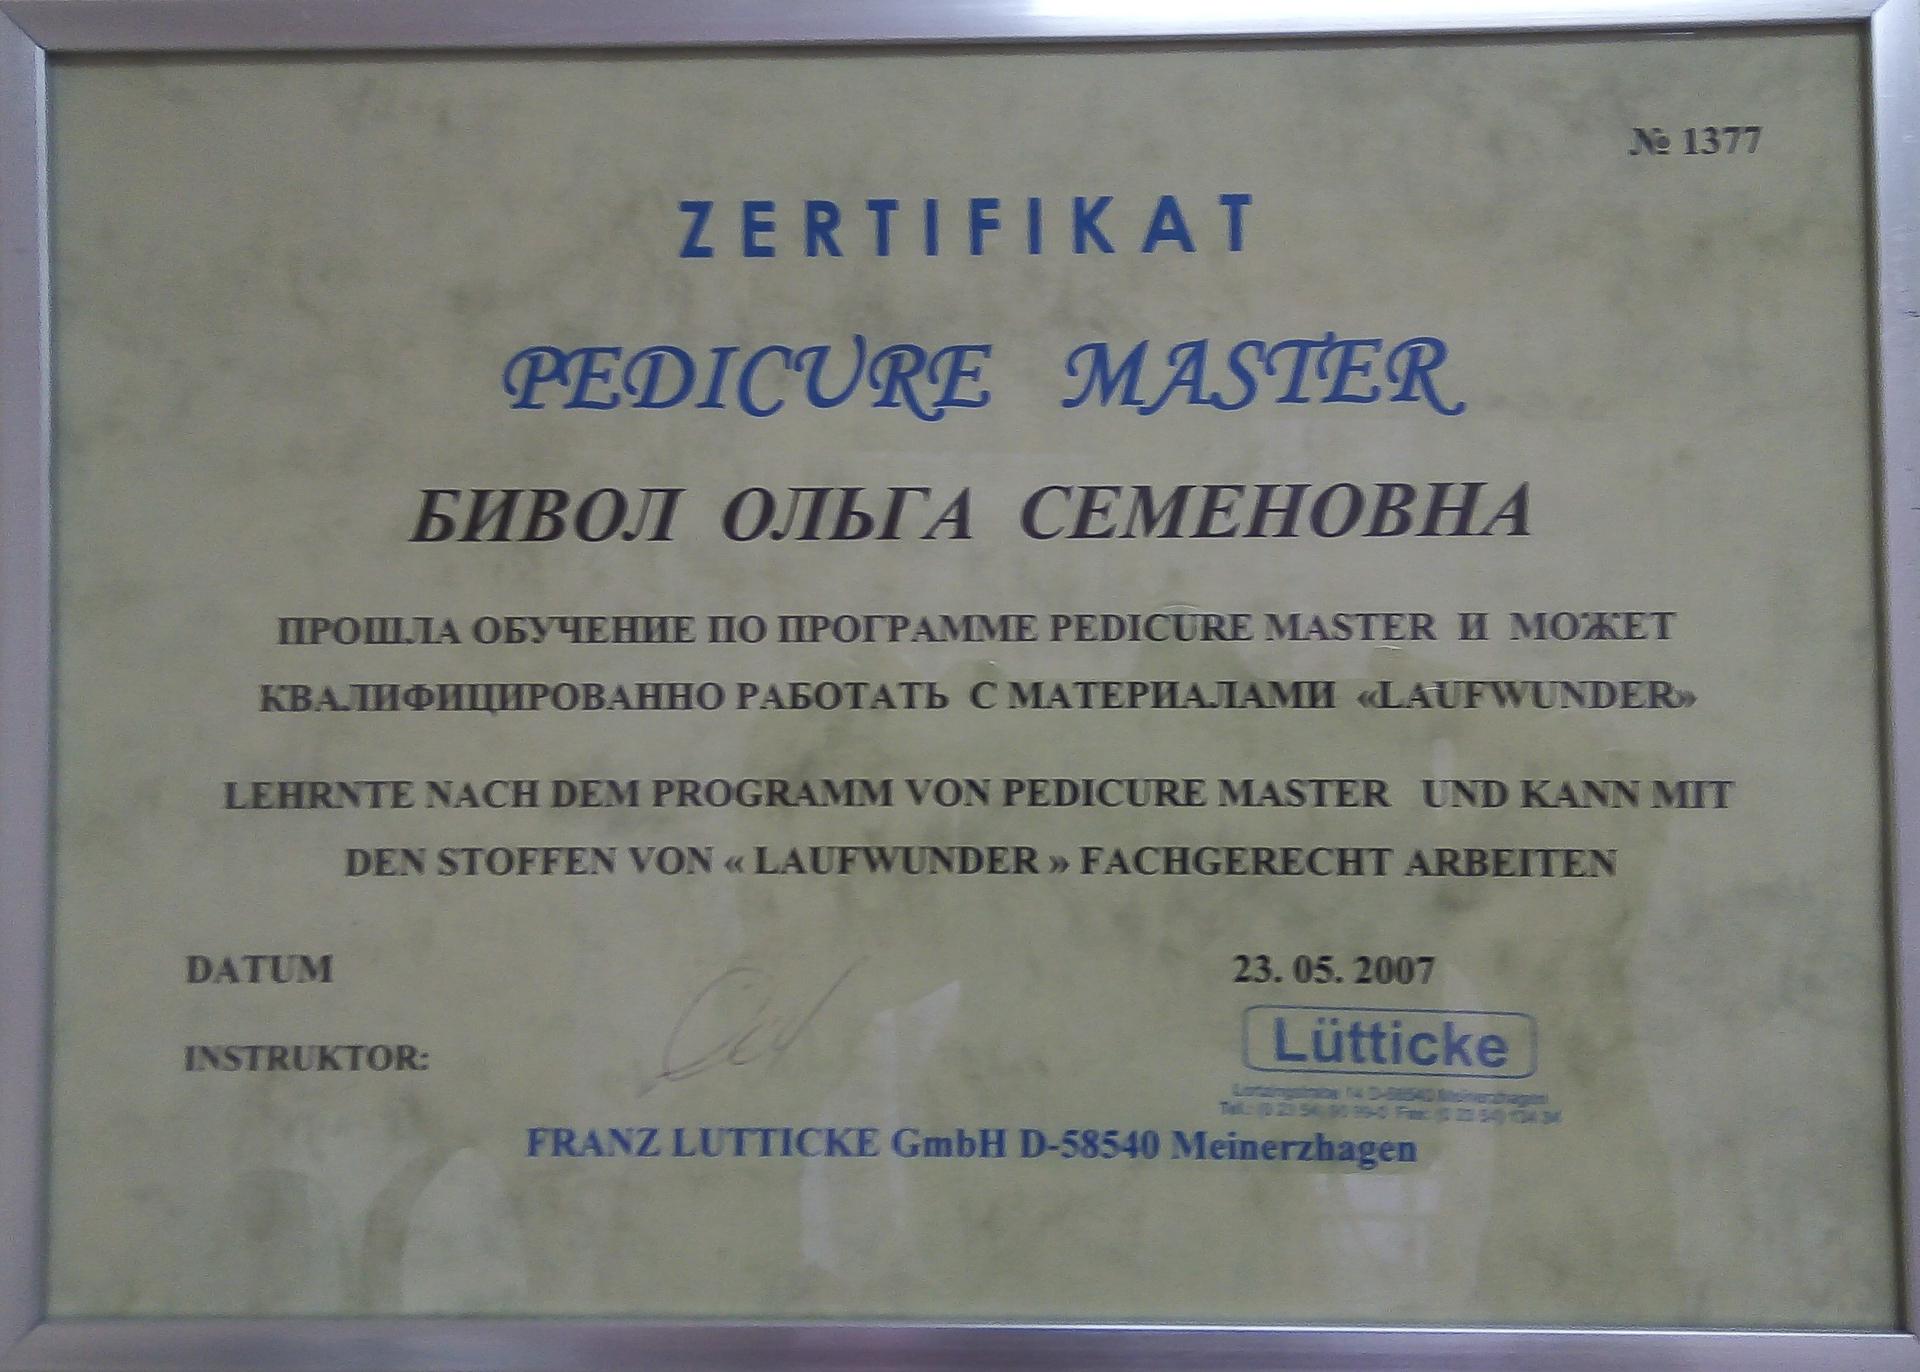 № 1377
ZERTIFIKAT
PEDICURE MASTER
БИВОЛ ОЛЬГА СЕМЕНОВНА
ПРОШЛА ОБУЧЕНИЕ ПО ПРОГРАММЕ PEDICURE MASTER И МОЖЕТ
КВАЛИФИЦИРОВАННО РАБОТАТЬ С МАТЕРИАЛАМИ «LAUFWUNDER»
LEHRNTE NACH DEM PROGRAMM VON PEDICURE MASTER UND KANN MIT
DEN STOFFEN VON « LAUFWUNDER » FACHGERECHT ARBEITEN
DATUM 23. 05. 2007
INSTRUKTOR: Lütticke
D-58540 Meinerzhagen
FRANZ LUTTICKE GmbH D-58540 Meinerzhagen